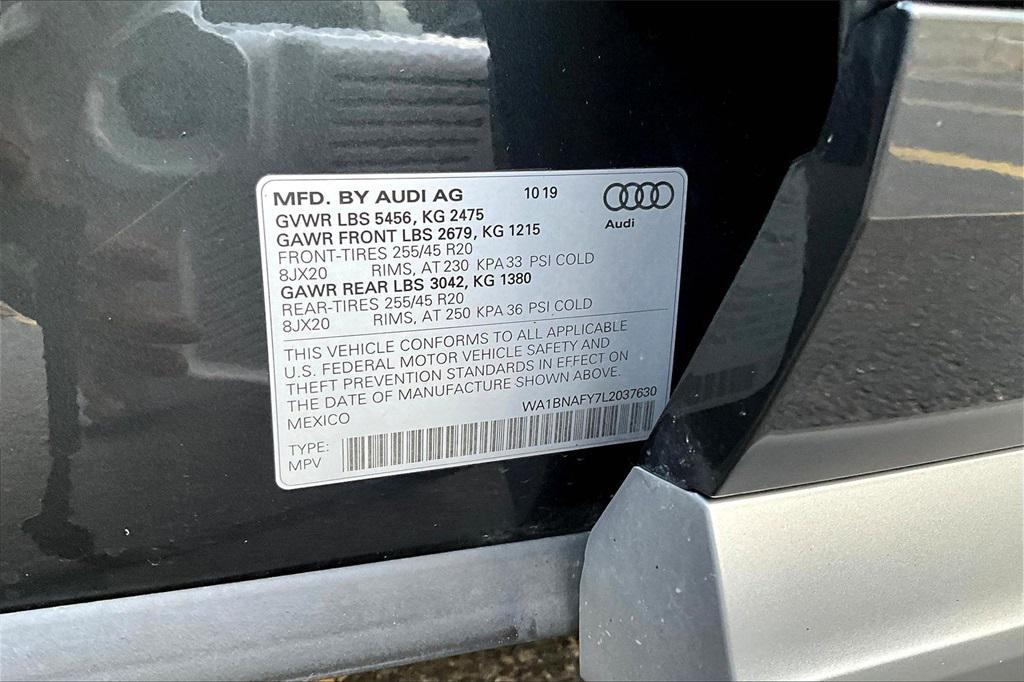 MFD. BY AUDI AG 10 19
GVWR LBS 5456, KG 2475
GAWR FRONT LBS 2679, KG 1215
Audi
FRONT-TIRES 255/45 R20
8JX20 RIMS, AT 230 KPA 33 PSI COLD
GAWR REAR LBS 3042, KG 1380
REAR-TIRES 255/45 R20
8JX20 RIMS, AT 250 KPA 36 PSI COLD
THIS VEHICLE CONFORMS TO ALL APPLICABLE
U.S. FEDERAL MOTOR VEHICLE SAFETY AND
THEFT PREVENTION STANDARDS IN EFFECT ON
THE DATE OF MANUFACTURE SHOWN ABOVE.
MEXICO WA1BNAFY7L2037630
TYPE:
MPV